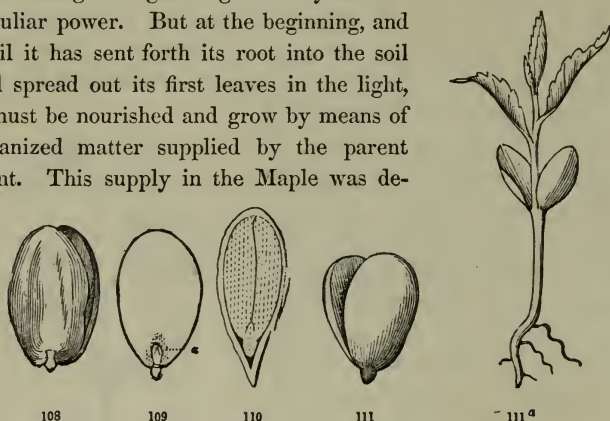 uliar power. But at the beginning, and
il it has sent forth its root into the soil
spread out its first leaves in the light,
must be nourished and grow by means of
anized matter supplied by the parent
nt. This supply in the Maple was de-
a
108 109 110 111 111 a